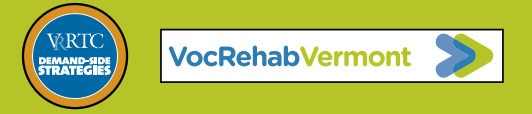 VRRTC
DEMAND-SIDE
STRATEGIES
VocRehabVermont